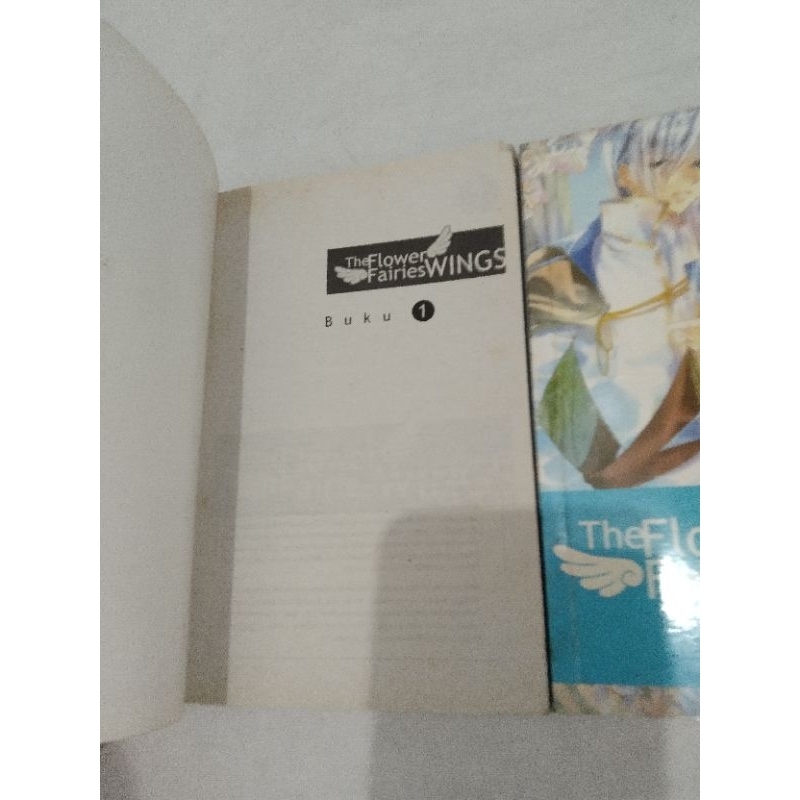 The Flower
Fairies WINGS
Buku 1
The Flo
F